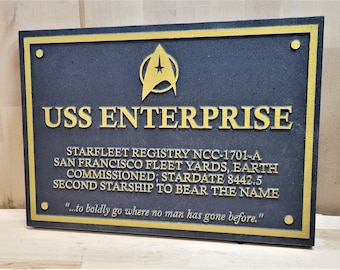 USS ENTERPRISE
STARFLEET REGISTRY NCC-1701-A
SAN FRANCISCO FLEET YARDS, EARTH
COMMISSIONED; STARDATE 8442.5
SECOND STARSHIP TO BEAR THE NAME
"...to boldly go where no man has gone before."